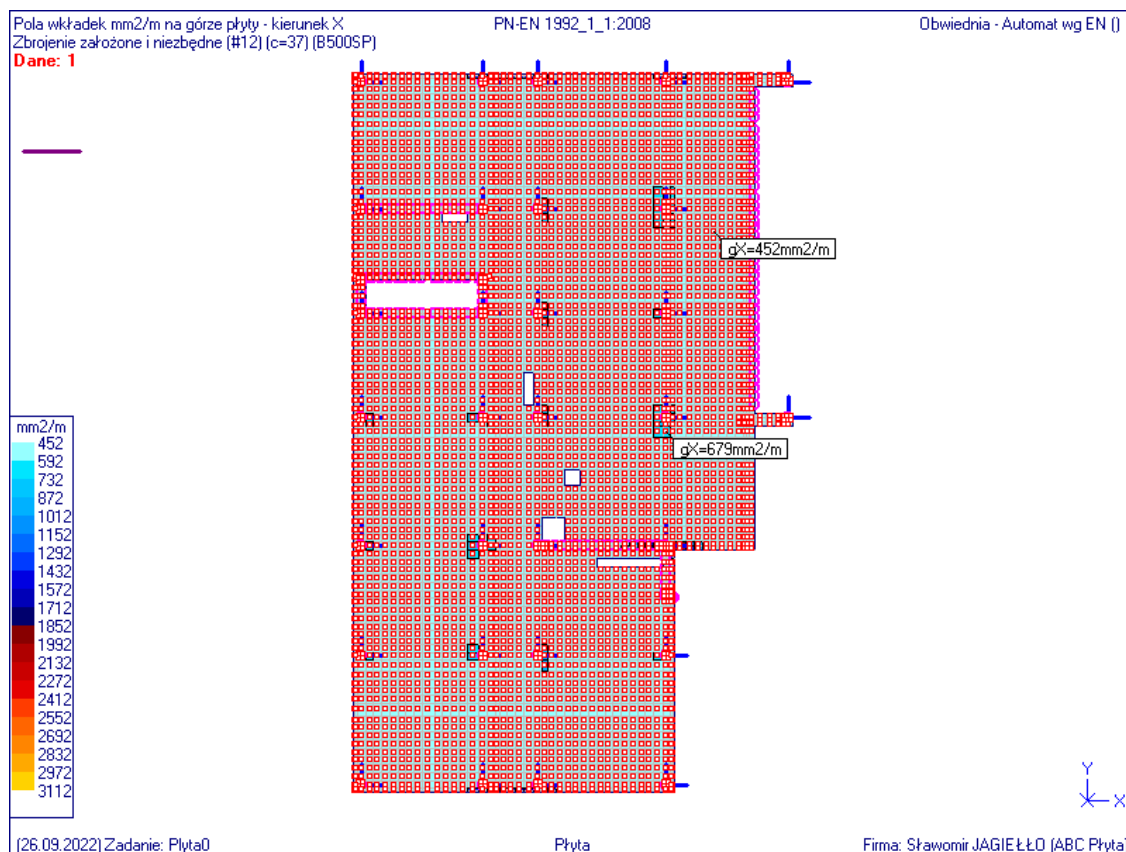 Pola wkładek mm2/m na górze płyty - kierunek X
PN-EN 1992_1_1:2008
Obwiednia - Automat wg EN ()
Zbrojenie założone i niezbędne (#12) (c=37) (B500SP)
Dane: 1
gX=452mm2/m
gX=679mm2/m
mm2/m
452
592
732
872
1012
1152
1292
1432
1572
1712
1852
1992
2132
2272
2412
2552
2692
2832
2972
3112
Y
X
(26.09.2022) Zadanie: Plyta0
Płyta
Firma: Sławomir JAGIEŁŁO (ABC Płyta)